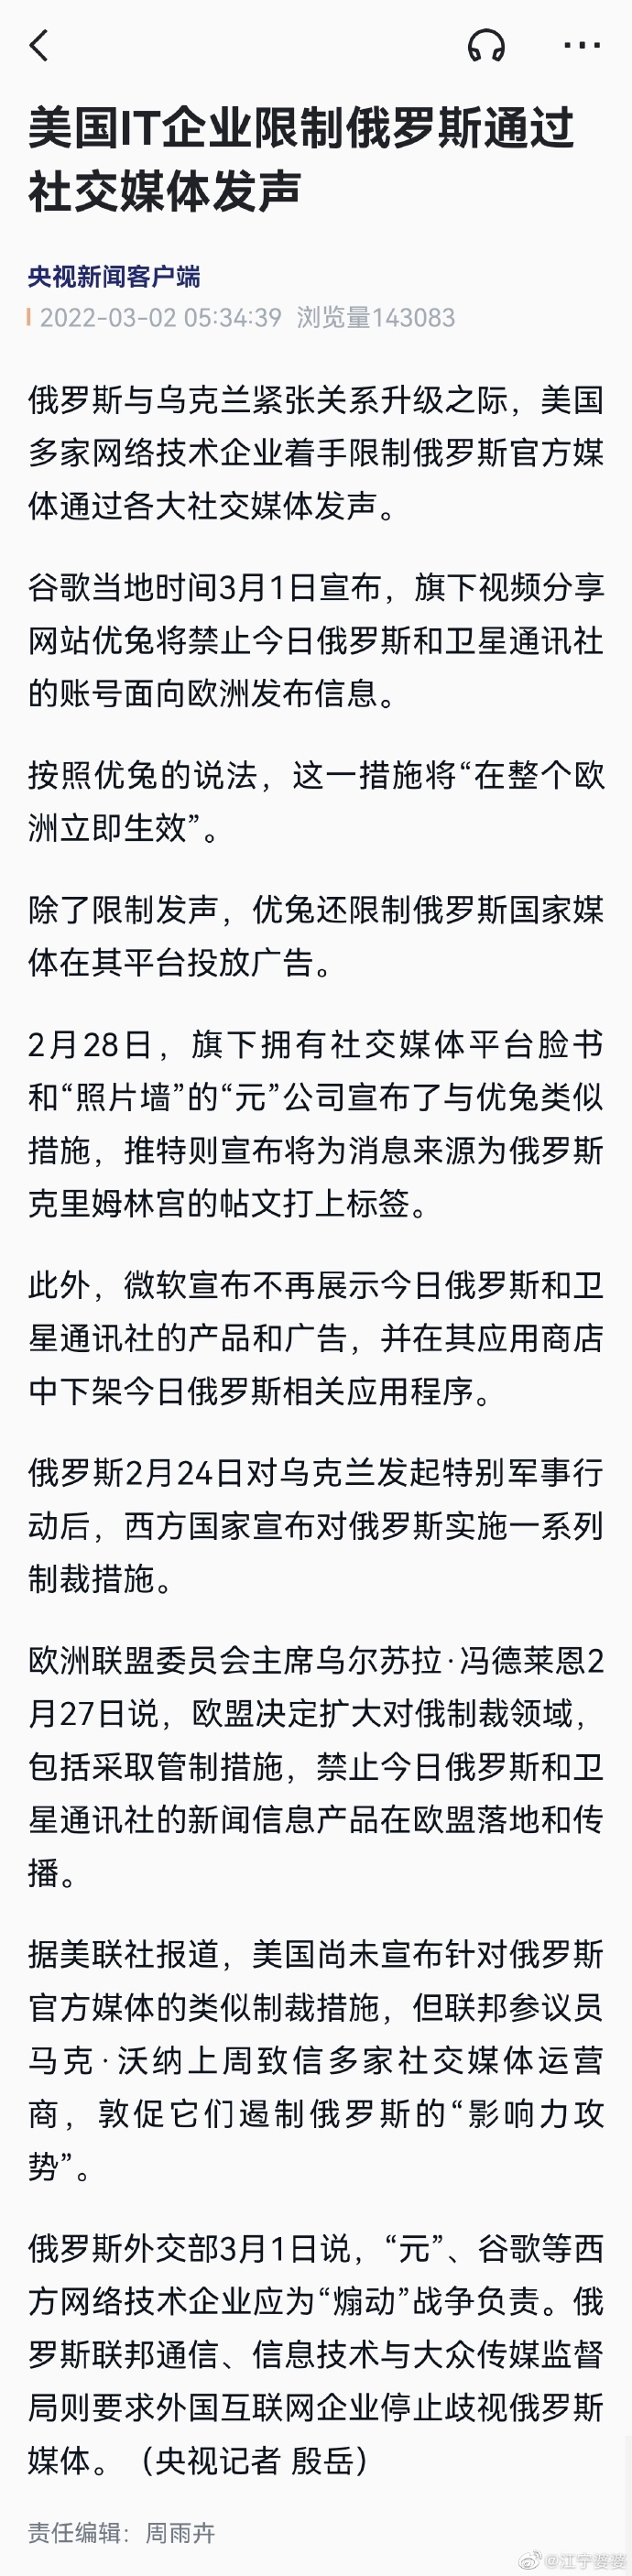 美国IT企业限制俄罗斯通过
社交媒体发声
央视新闻客户端
2022-03-02 05:34:39 浏览量143083
俄罗斯与乌克兰紧张关系升级之际，美国
多家网络技术企业着手限制俄罗斯官方媒
体通过各大社交媒体发声。
谷歌当地时间3月1日宣布，旗下视频分享
网站优兔将禁止今日俄罗斯和卫星通讯社
的账号面向欧洲发布信息。
按照优兔的说法，这一措施将“在整个欧
洲立即生效”。
除了限制发声，优兔还限制俄罗斯国家媒
体在其平台投放广告。
2月28日，旗下拥有社交媒体平台脸书
和“照片墙”的“元”公司宣布了与优兔类似
措施，推特则宣布将为消息来源为俄罗斯
克里姆林宫的帖文打上标签。
此外，微软宣布不再展示今日俄罗斯和卫
星通讯社的产品和广告，并在其应用商店
中下架今日俄罗斯相关应用程序。
俄罗斯2月24日对乌克兰发起特别军事行
动后，西方国家宣布对俄罗斯实施一系列
制裁措施。
欧洲联盟委员会主席乌尔苏拉·冯德莱恩2
月27日说，欧盟决定扩大对俄制裁领域，
包括采取管制措施，禁止今日俄罗斯和卫
星通讯社的新闻信息产品在欧盟落地和传
播。
据美联社报道，美国尚未宣布针对俄罗斯
官方媒体的类似制裁措施，但联邦参议员
马克·沃纳上周致信多家社交媒体运营
商，敦促它们遏制俄罗斯的“影响力攻
势”。
俄罗斯外交部3月1日说，“元”、谷歌等西
方网络技术企业应为“煽动”战争负责。俄
罗斯联邦通信、信息技术与大众传媒监督
局则要求外国互联网企业停止歧视俄罗斯
媒体。（央视记者 殷岳）
责任编辑：周雨卉
@江宁婆婆